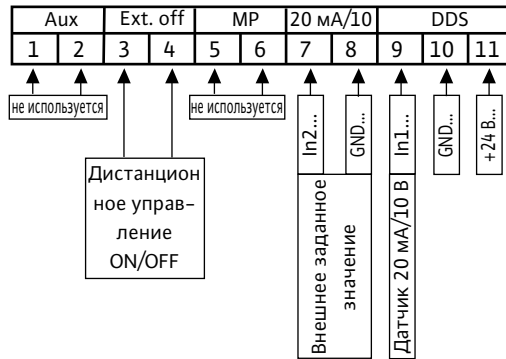 Aux Ext. off MP 20 мА/10 DDS
1 2 3 4 5 6 7 8 9 10 11
не используется
не используется
In2...
GND...
In1...
GND...
+24 В...
Дистанцион
ное управ-
ление
ON/OFF
Внешнее заданное
значение
Датчик 20 мА/10 В